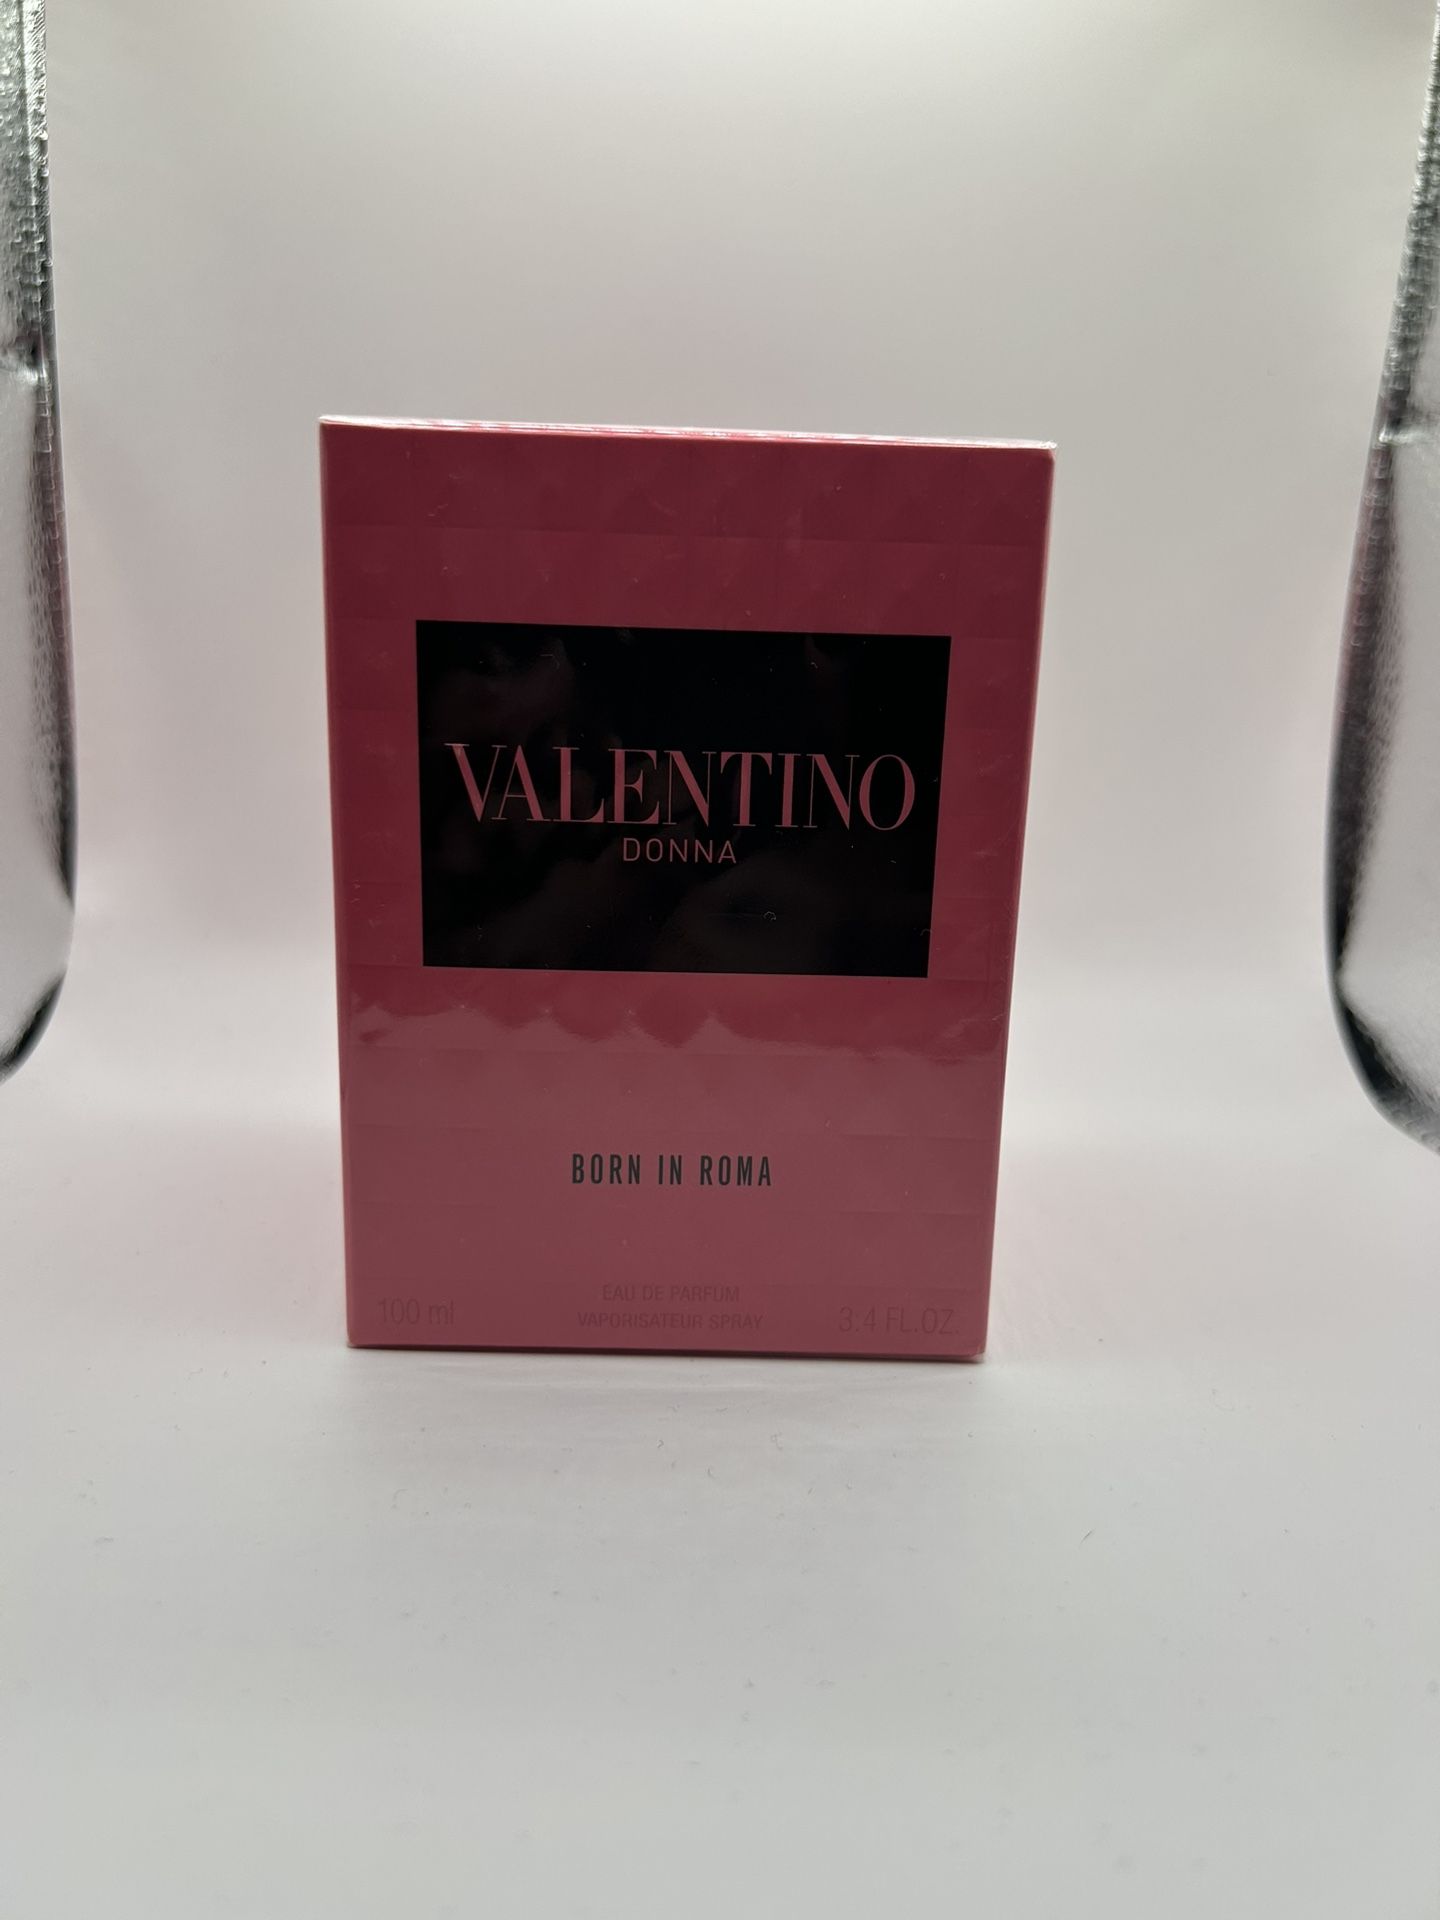 VALENTINO
DONNA
BORN IN ROMA
EAU DE PARFUM
100 ml VAPORISATEUR SPRAY 3.4 FL.OZ.